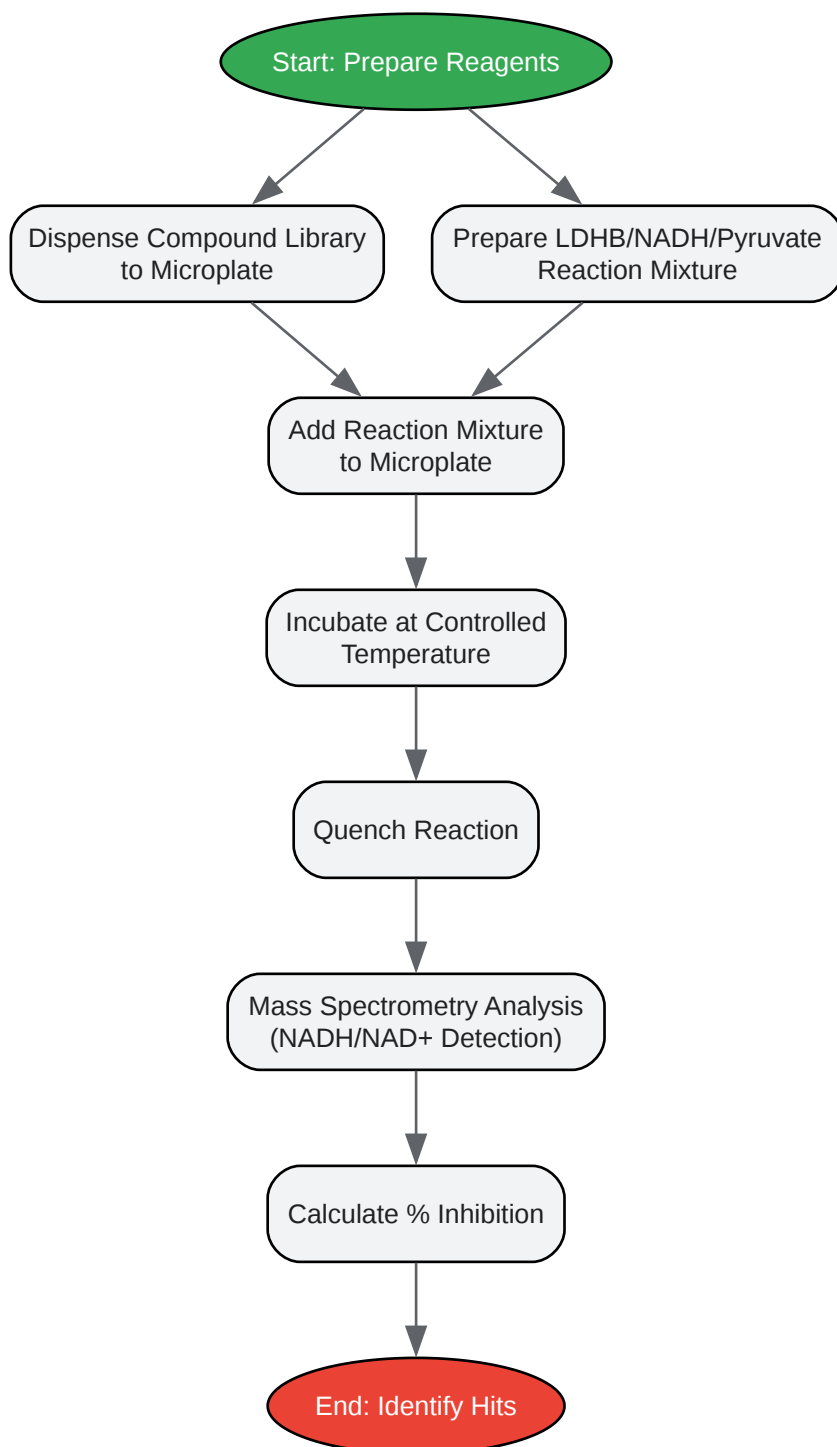 Start: Prepare Reagents
Dispense Compound Library
to Microplate
Prepare LDHB/NADH/Pyruvate
Reaction Mixture
Add Reaction Mixture
to Microplate
Incubate at Controlled
Temperature
Quench Reaction
Mass Spectrometry Analysis
(NADH/NAD+ Detection)
Calculate % Inhibition
End: Identify Hits